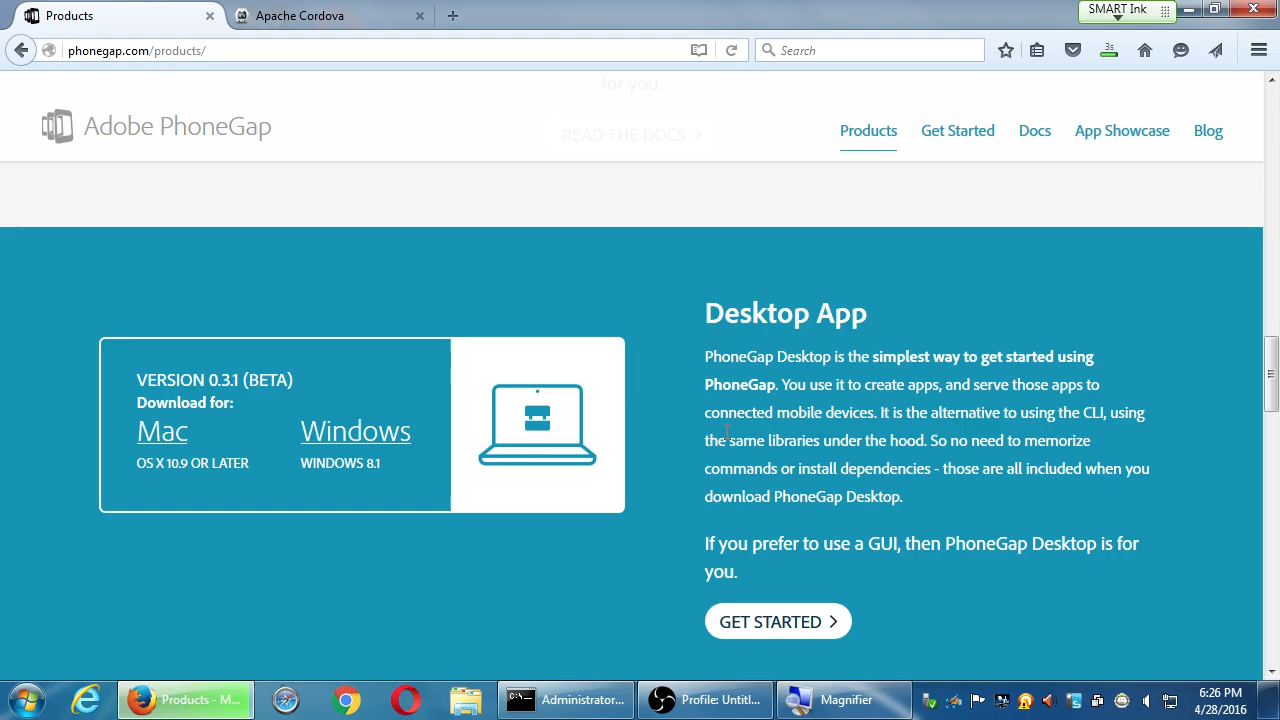 Products
Apache Cordova
SMART Ink
phonegap.com/products/
Search
3s
for you.
READ THE DOCS
Adobe PhoneGap
Products
Get Started
Docs
App Showcase
Blog
VERSION 0.3.1 (BETA)
Download for:
Mac
Windows
OS X 10.9 OR LATER
WINDOWS 8.1
Desktop App
PhoneGap Desktop is the simplest way to get started using
PhoneGap. You use it to create apps, and serve those apps to
connected mobile devices. It is the alternative to using the CLI, using
the same libraries under the hood. So no need to memorize
commands or install dependencies - those are all included when you
download PhoneGap Desktop.
If you prefer to use a GUI, then PhoneGap Desktop is for
you.
GET STARTED
Products - M...
Administrator...
Profile: Untitl...
Magnifier
6:26 PM
4/28/2016